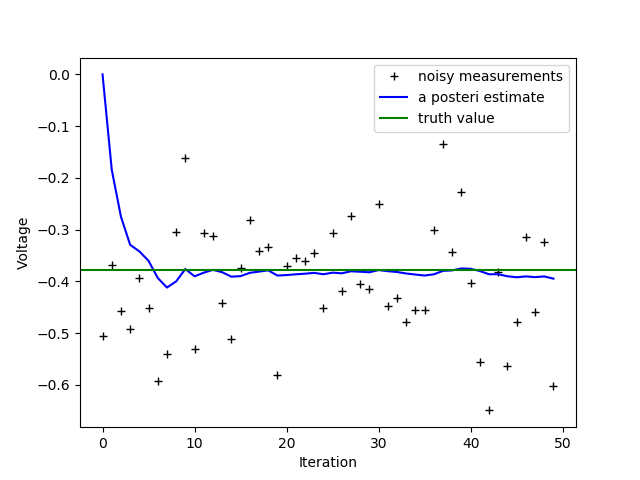 noisy measurements
a posteri estimate
truth value
0.0
−0.1
−0.2
−0.3
−0.4
−0.5
−0.6
Voltage
0 10 20 30 40 50
Iteration